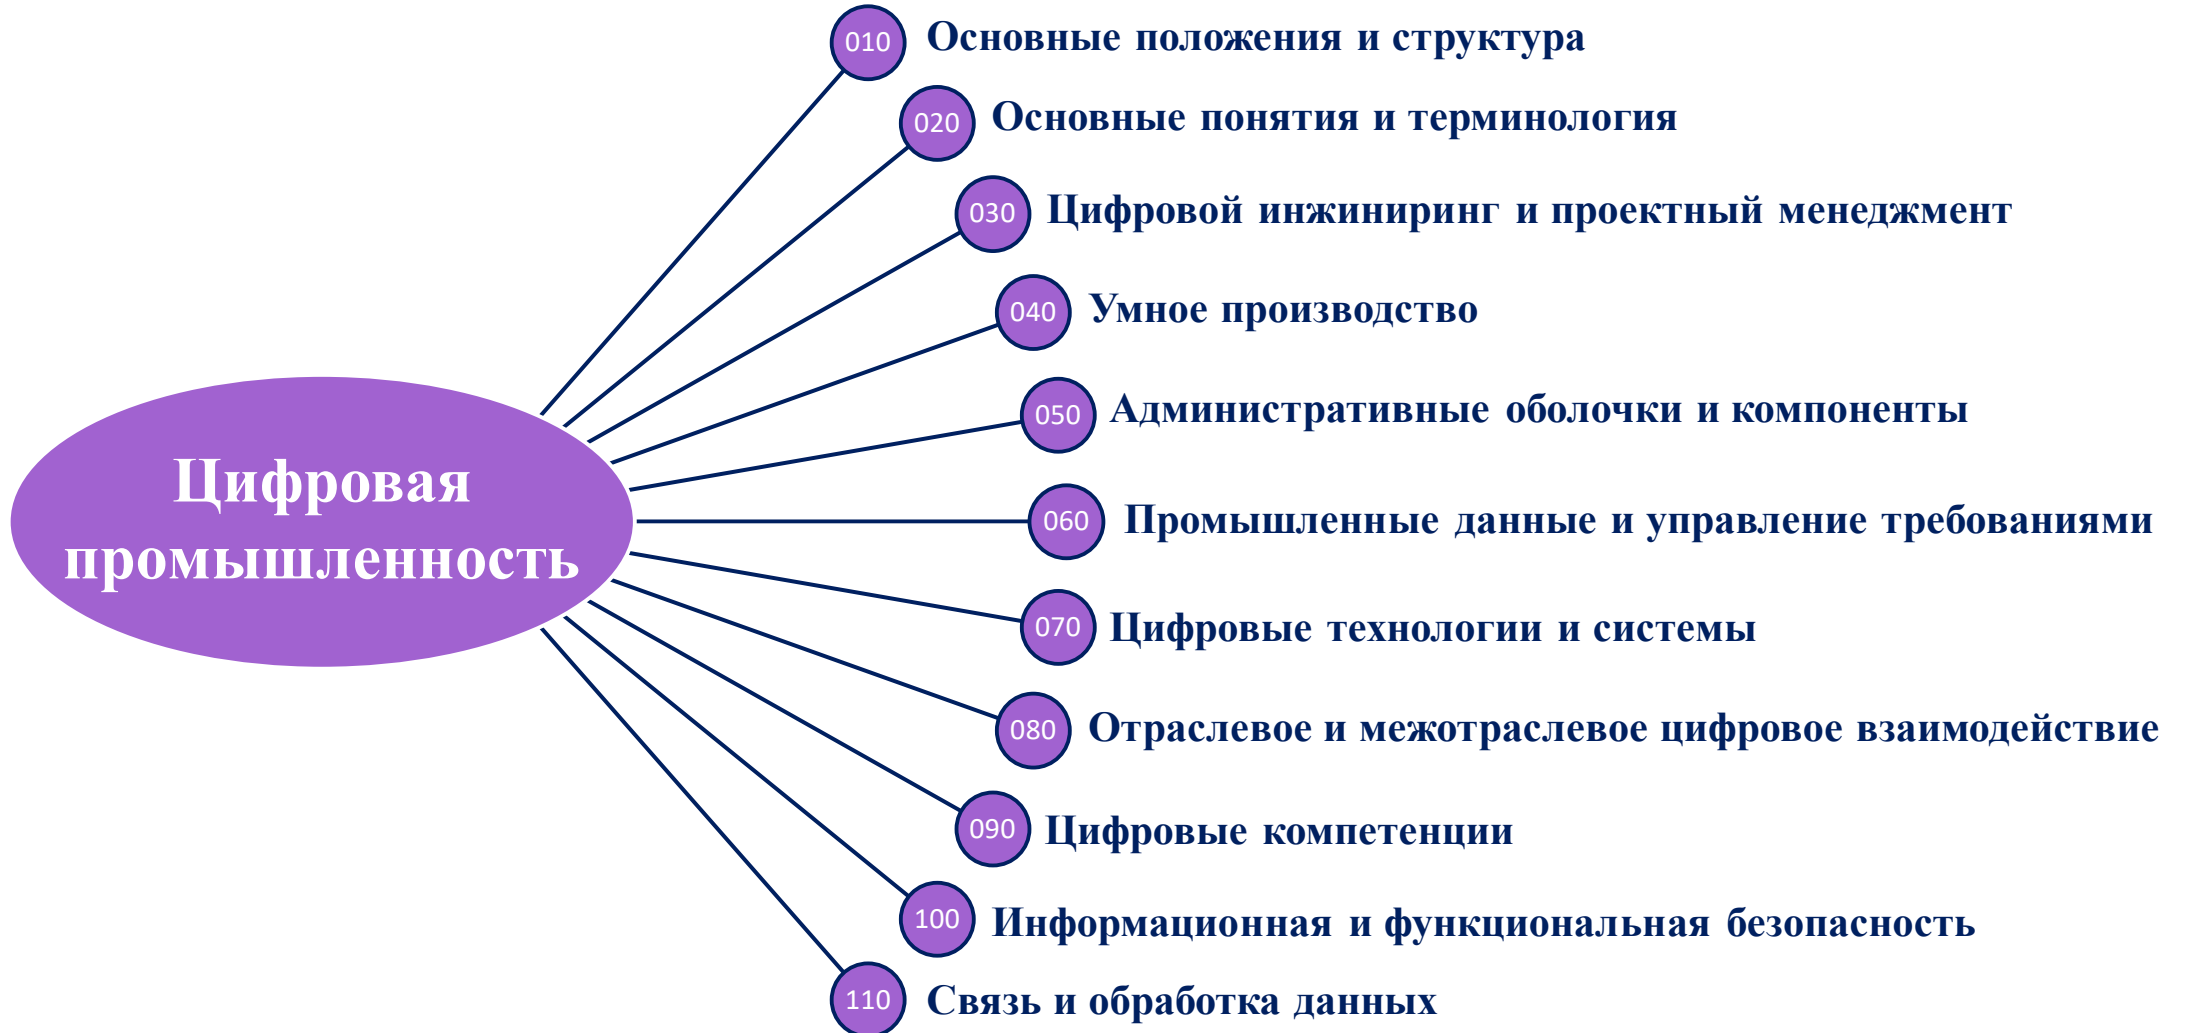 010 Основные положения и структура
020 Основные понятия и терминология
030 Цифровой инжиниринг и проектный менеджмент
040 Умное производство
050 Административные оболочки и компоненты
Цифровая
промышленность
060 Промышленные данные и управление требованиями
070 Цифровые технологии и системы
080 Отраслевое и межотраслевое цифровое взаимодействие
090 Цифровые компетенции
100 Информационная и функциональная безопасность
110 Связь и обработка данных